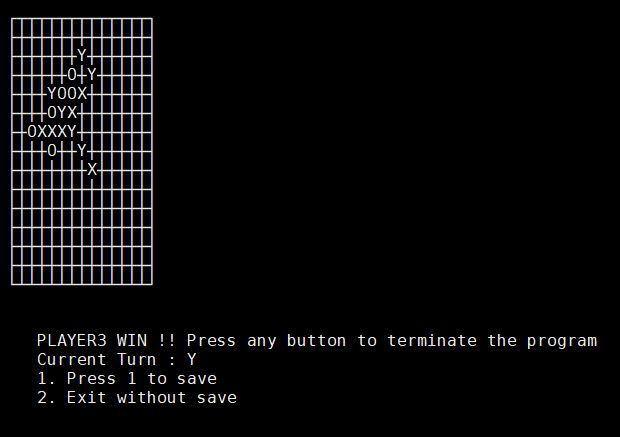 Y
O Y
YOOX
OYX
OXXXY
O Y
X
PLAYER3 WIN !! Press any button to terminate the program
Current Turn : Y
1. Press 1 to save
2. Exit without save